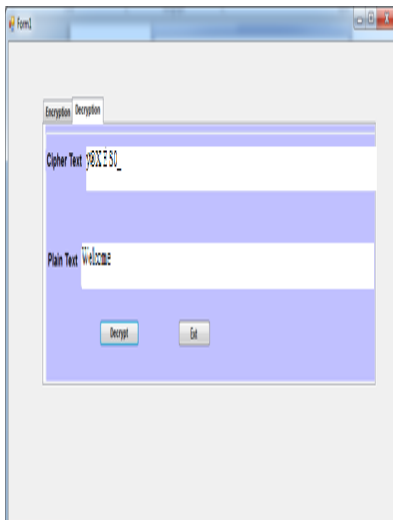 Form1
Encryption Decryption
Cipher Text
Plain Text Welcome
Decrypt Exit